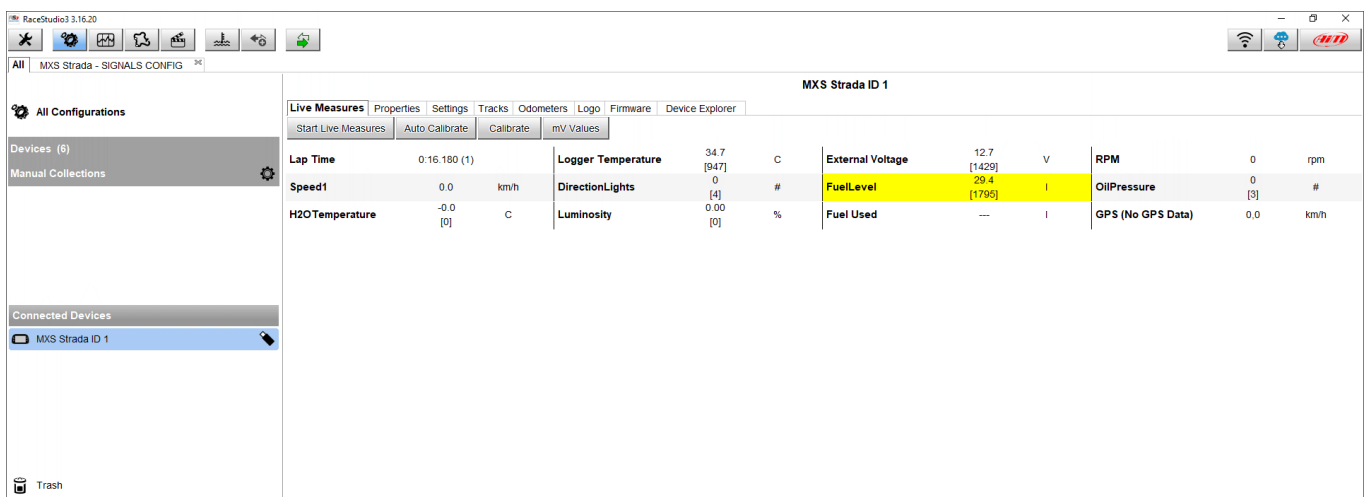 RaceStudio3 3.16.20
AiM
All MXS Strada - SIGNALS CONFIG
MXS Strada ID 1
All Configurations
Live Measures Properties Settings Tracks Odometers Logo Firmware Device Explorer
Start Live Measures Auto Calibrate Calibrate mV Values
Devices (6)
Manual Collections
Lap Time 0:16.180 (1) Logger Temperature 34.7 [947] C External Voltage 12.7 [1429] V RPM 0 rpm
Speed1 0.0 km/h DirectionLights 0 [4] # FuelLevel 29.4 [1795] l OilPressure 0 [3] #
H2OTemperature -0.0 [0] C Luminosity 0.00 [0] % Fuel Used --- l GPS (No GPS Data) 0,0 km/h
Connected Devices
MXS Strada ID 1
Trash